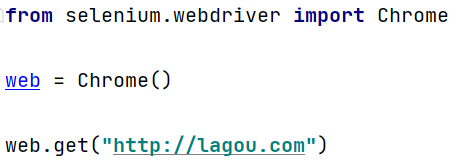 from selenium.webdriver import Chrome
web = Chrome()
web.get("http://lagou.com")